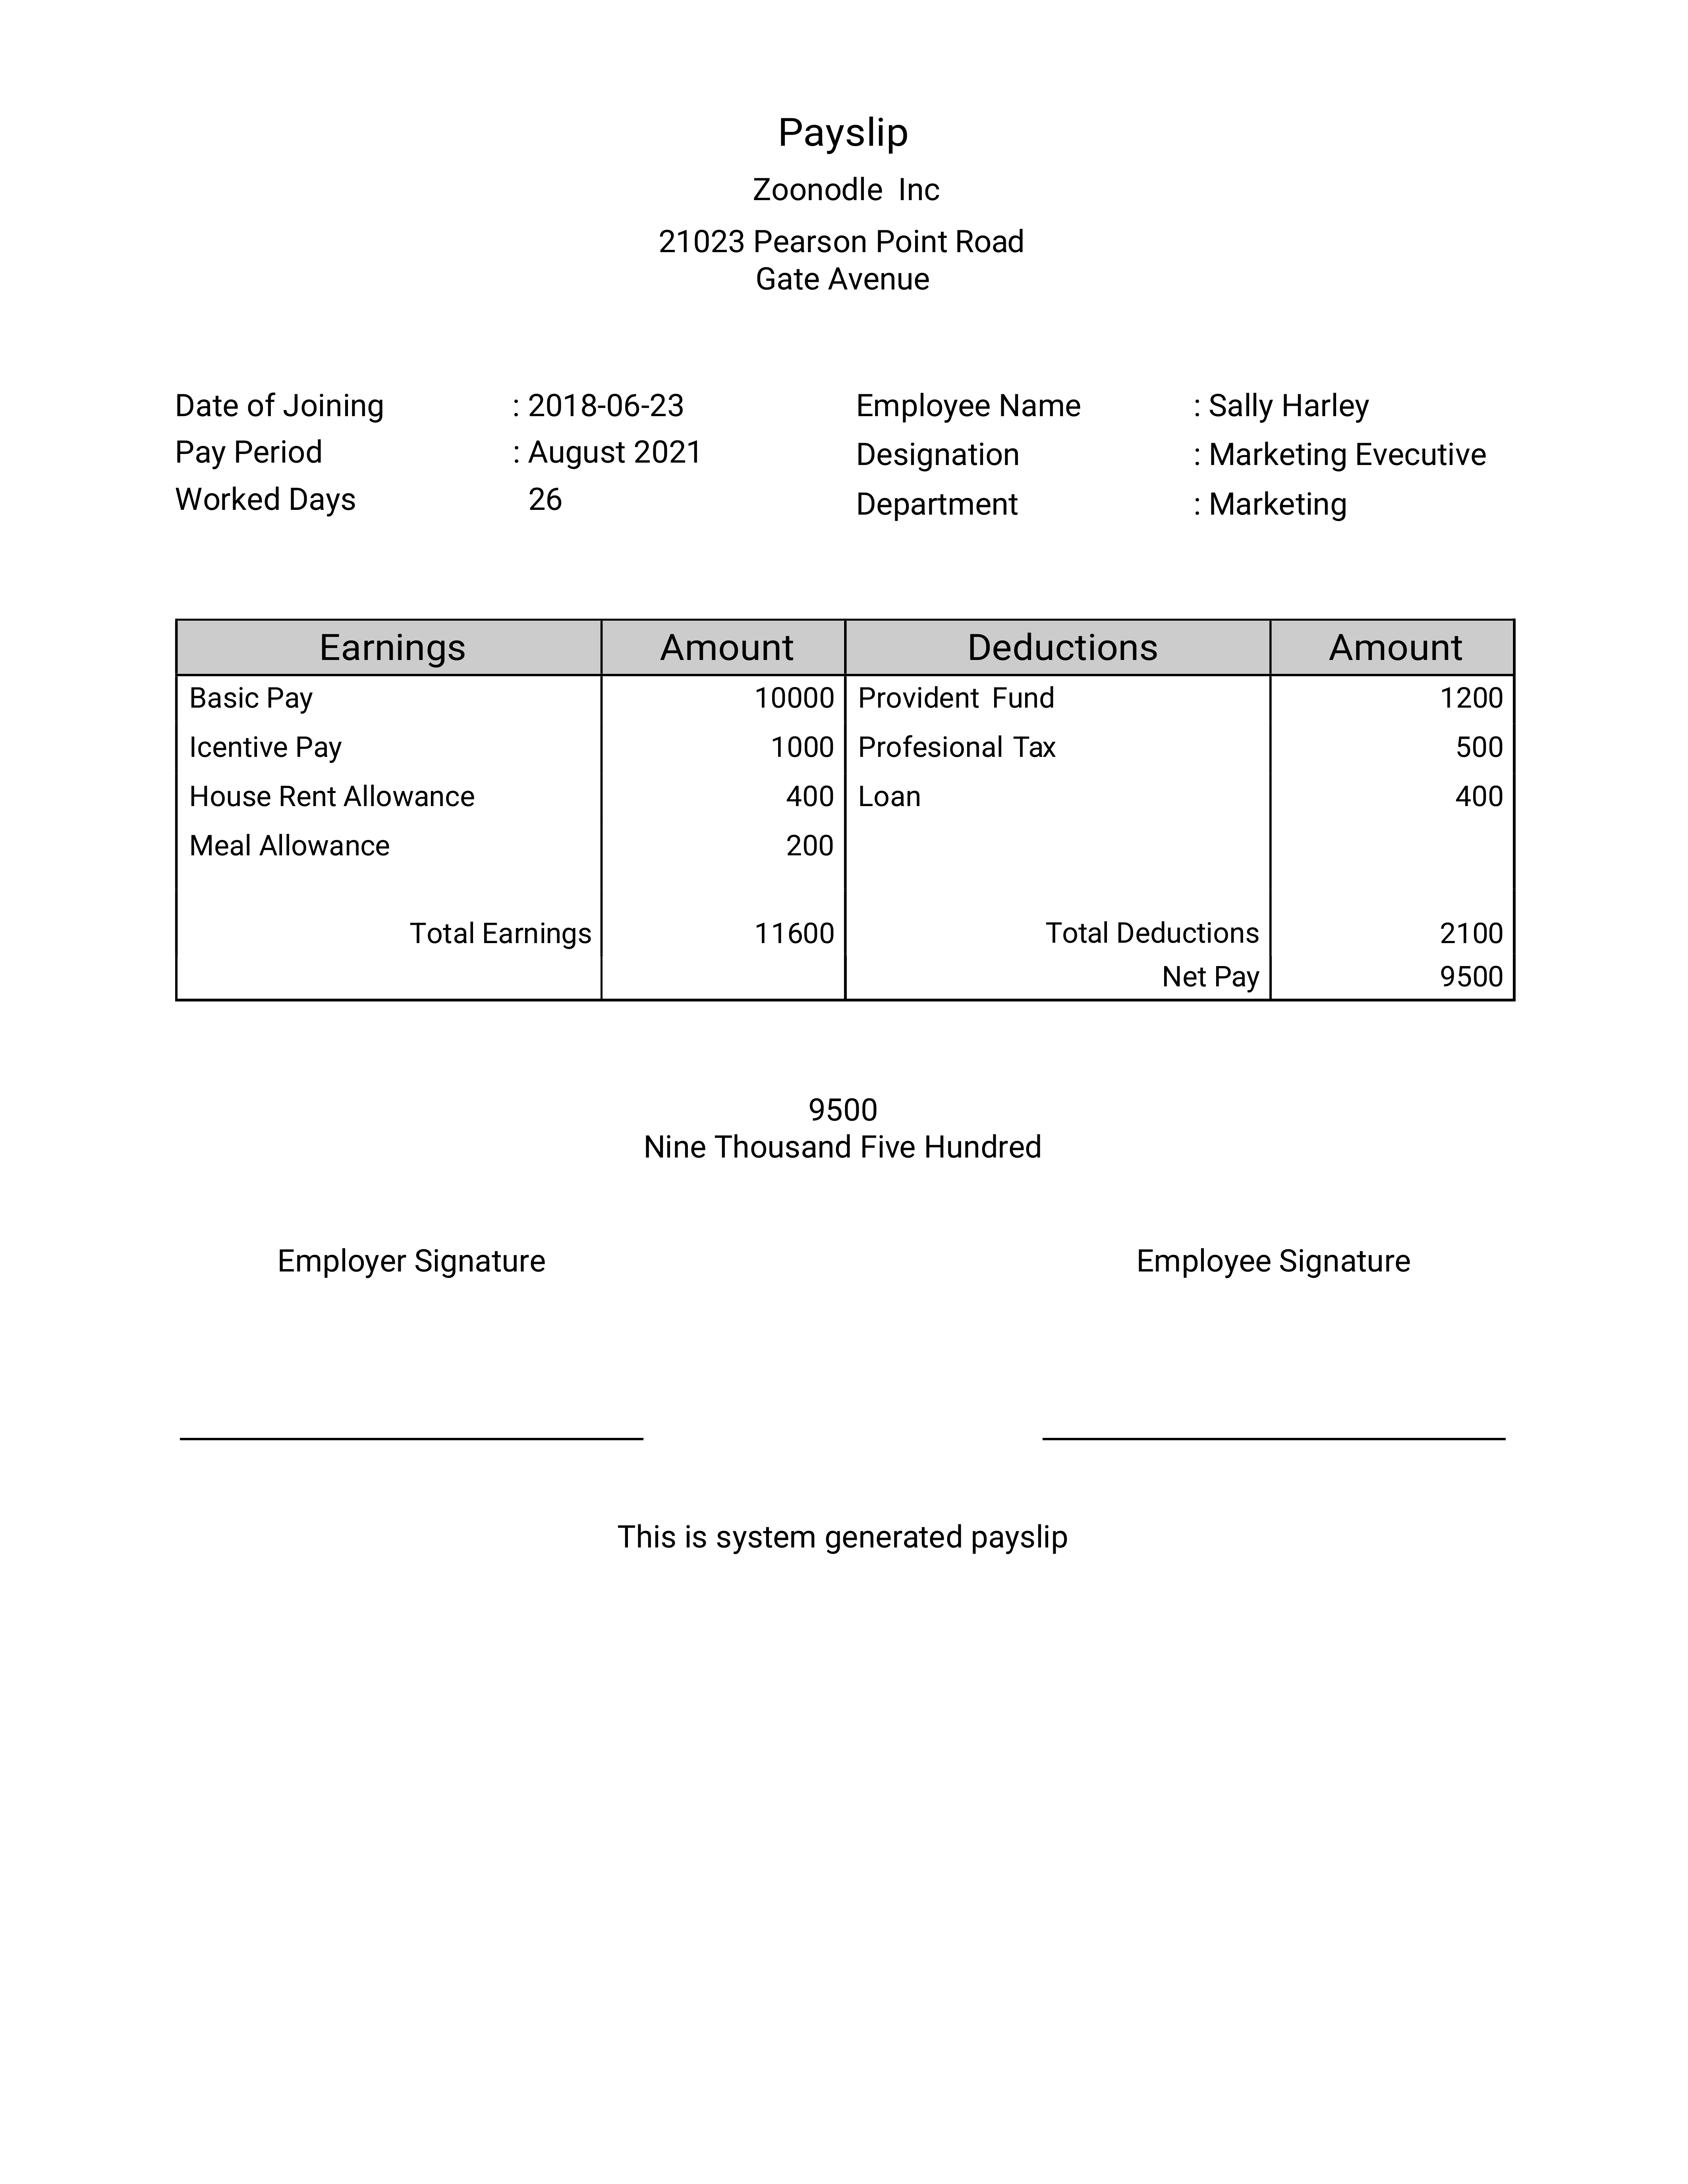 Payslip
Zoonodle Inc
21023 Pearson Point Road
Gate Avenue
Date of Joining : 2018-06-23 Employee Name : Sally Harley
Pay Period : August 2021 Designation : Marketing Evecutive
Worked Days 26 Department : Marketing
Earnings Amount Deductions Amount
Basic Pay 10000 Provident Fund 1200
Icentive Pay 1000 Profesional Tax 500
House Rent Allowance 400 Loan 400
Meal Allowance 200
Total Earnings 11600 Total Deductions 2100
Net Pay 9500
9500
Nine Thousand Five Hundred
Employer Signature Employee Signature
This is system generated payslip